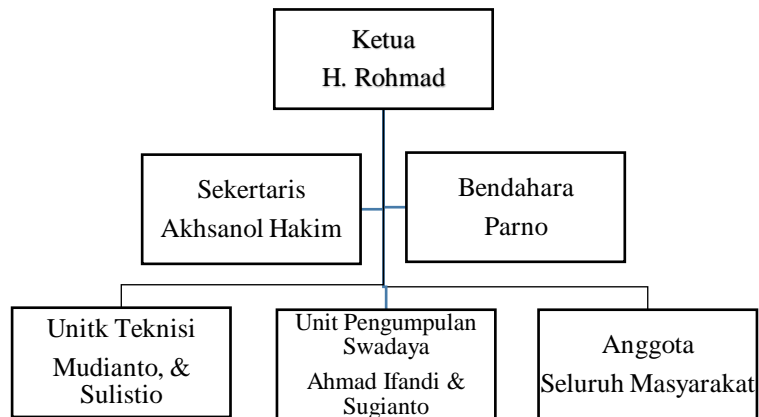 Ketua
H. Rohmad
Sekertaris
Akhsanol Hakim
Bendahara
Parno
Unitk Teknisi
Mudianto, &
Sulistio
Unit Pengumpulan
Swadaya
Ahmad Ifandi &
Sugianto
Anggota
Seluruh Masyarakat